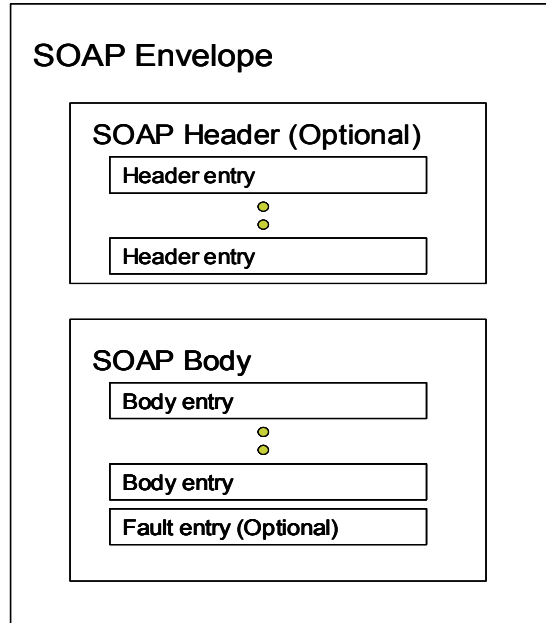 SOAP Envelope
SOAP Header (Optional)
Header entry
Header entry
SOAP Body
Body entry
Body entry
Fault entry (Optional)